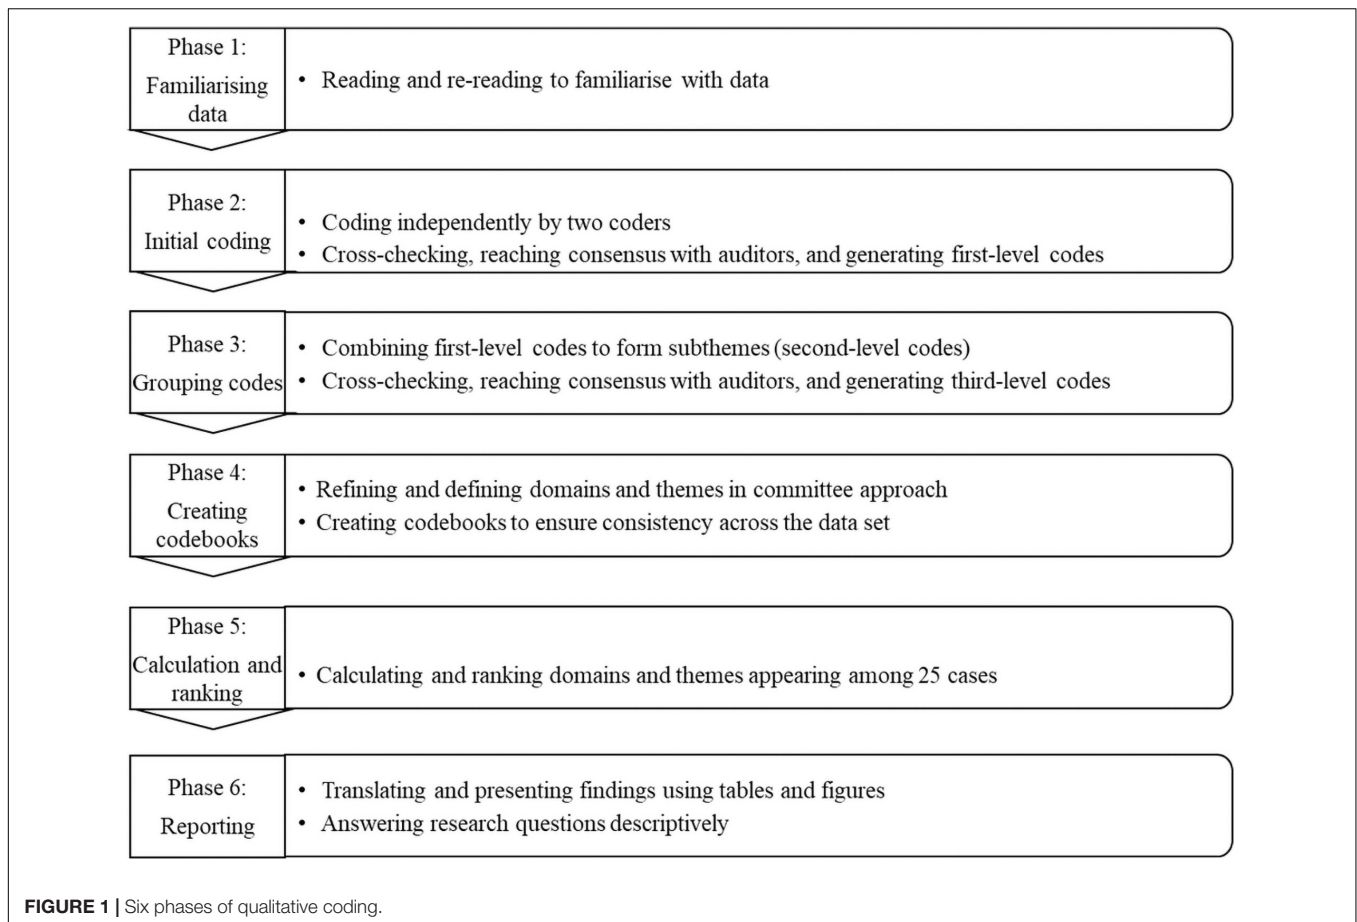 Phase 1:
Familiarising
data
• Reading and re-reading to familiarise with data
Phase 2:
Initial coding
• Coding independently by two coders
• Cross-checking, reaching consensus with auditors, and generating first-level codes
Phase 3:
Grouping codes
• Combining first-level codes to form subthemes (second-level codes)
• Cross-checking, reaching consensus with auditors, and generating third-level codes
Phase 4:
Creating
codebooks
• Refining and defining domains and themes in committee approach
• Creating codebooks to ensure consistency across the data set
Phase 5:
Calculation and
ranking
• Calculating and ranking domains and themes appearing among 25 cases
Phase 6:
Reporting
• Translating and presenting findings using tables and figures
• Answering research questions descriptively
FIGURE 1 | Six phases of qualitative coding.